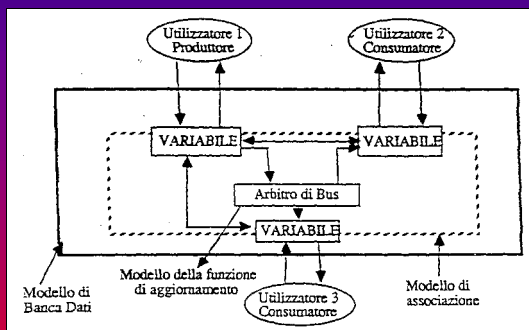 Utilizzatore 1
Produttore
Utilizzatore 2
Consumatore
VARIABILE
VARIABILE
Arbitro di Bus
VARIABILE
Modello di
Banca Dati
Modello della funzione
di aggiornamento
Utilizzatore 3
Consumatore
Modello di
associazione